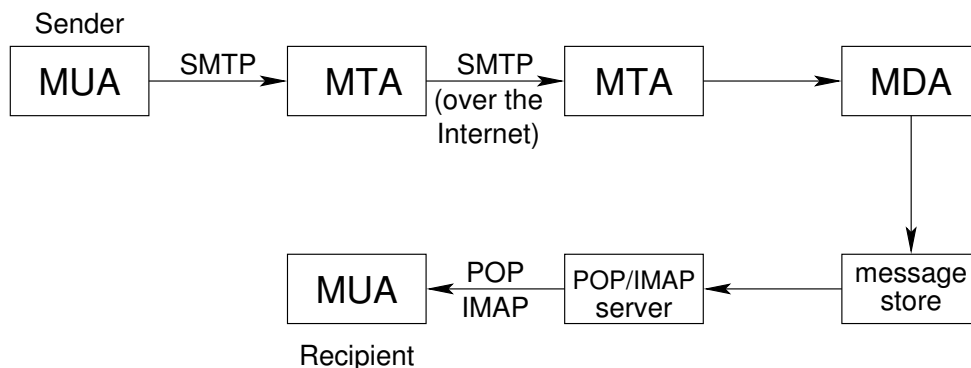 Sender
MUA
SMTP
MTA
SMTP
(over the
Internet)
MTA
MDA
MUA
POP
IMAP
POP/IMAP
server
message
store
Recipient